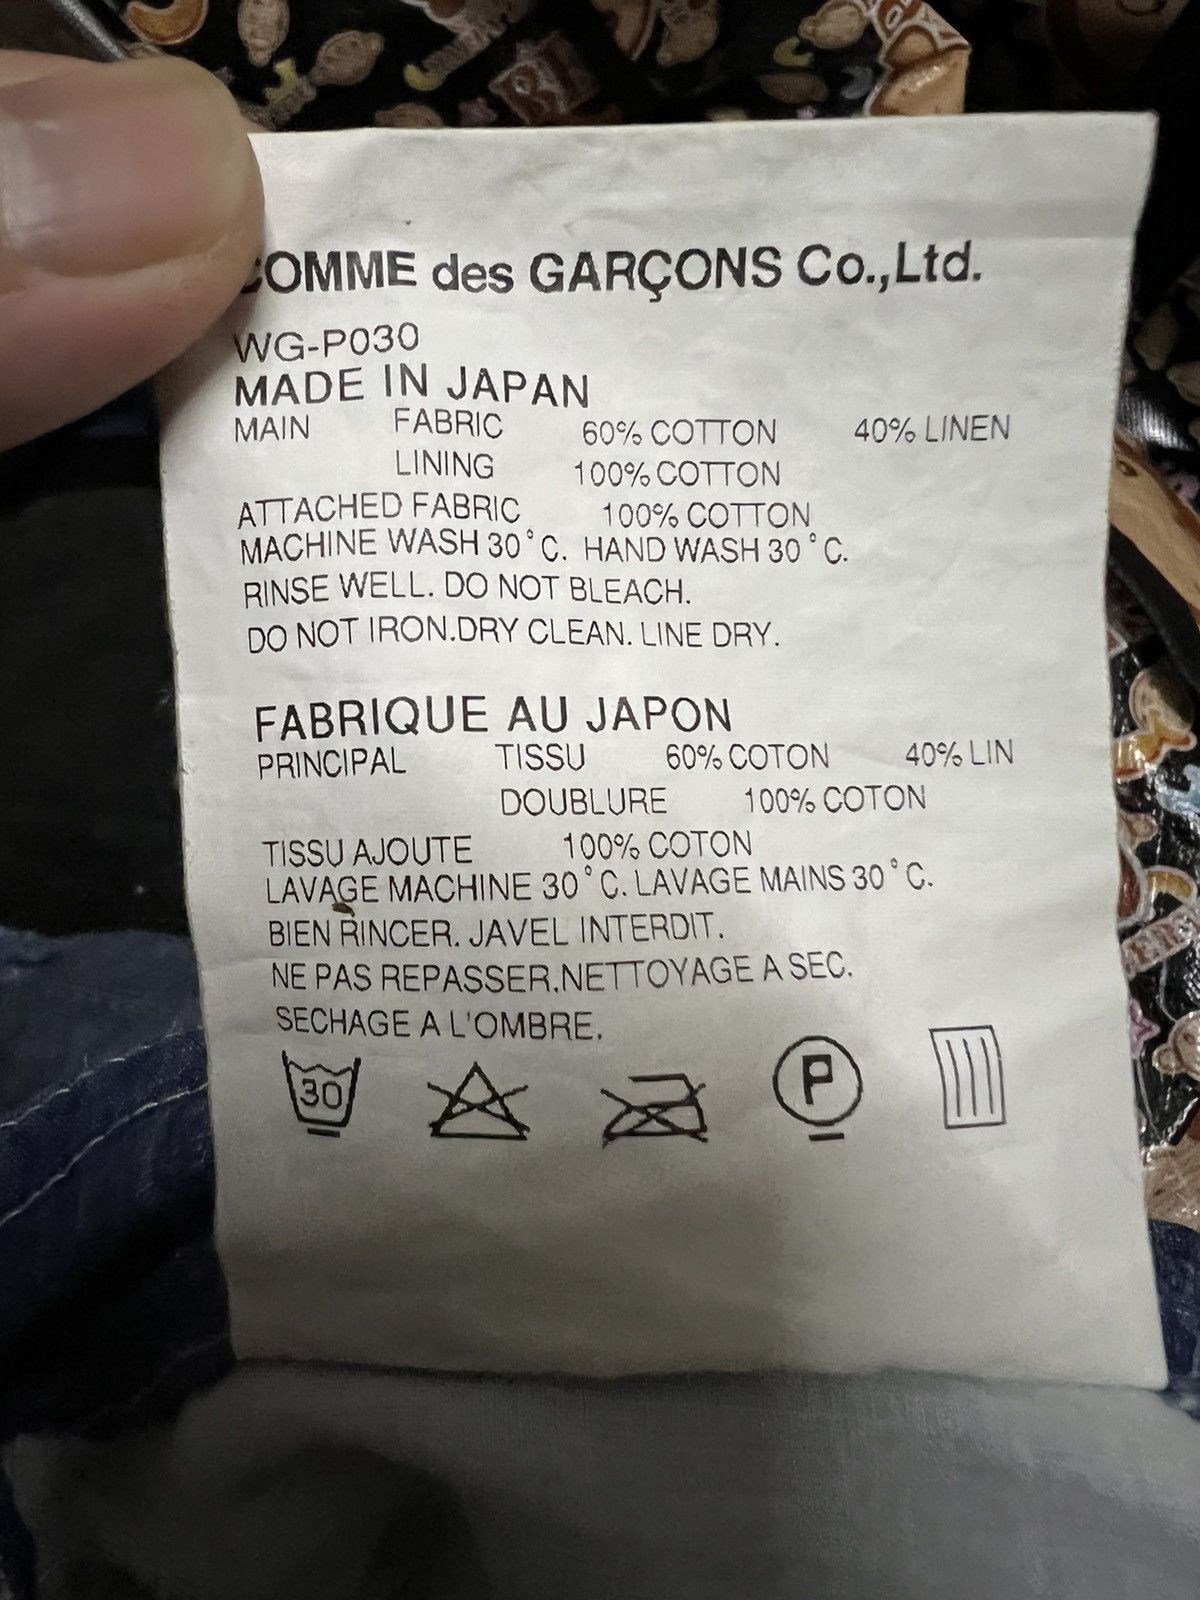 COMME des GARÇONS Co.,Ltd.
WG-P030
MADE IN JAPAN
MAIN FABRIC 60% COTTON 40% LINEN
LINING 100% COTTON
ATTACHED FABRIC 100% COTTON
MACHINE WASH 30°C. HAND WASH 30°C.
RINSE WELL. DO NOT BLEACH.
DO NOT IRON.DRY CLEAN. LINE DRY.
FABRIQUE AU JAPON
PRINCIPAL TISSU 60% COTON 40% LIN
DOUBLURE 100% COTON
TISSU AJOUTE 100% COTON
LAVAGE MACHINE 30°C. LAVAGE MAINS 30°C.
BIEN RINCER. JAVEL INTERDIT.
NE PAS REPASSER.NETTOYAGE A SEC.
SECHAGE A L'OMBRE.
30 P